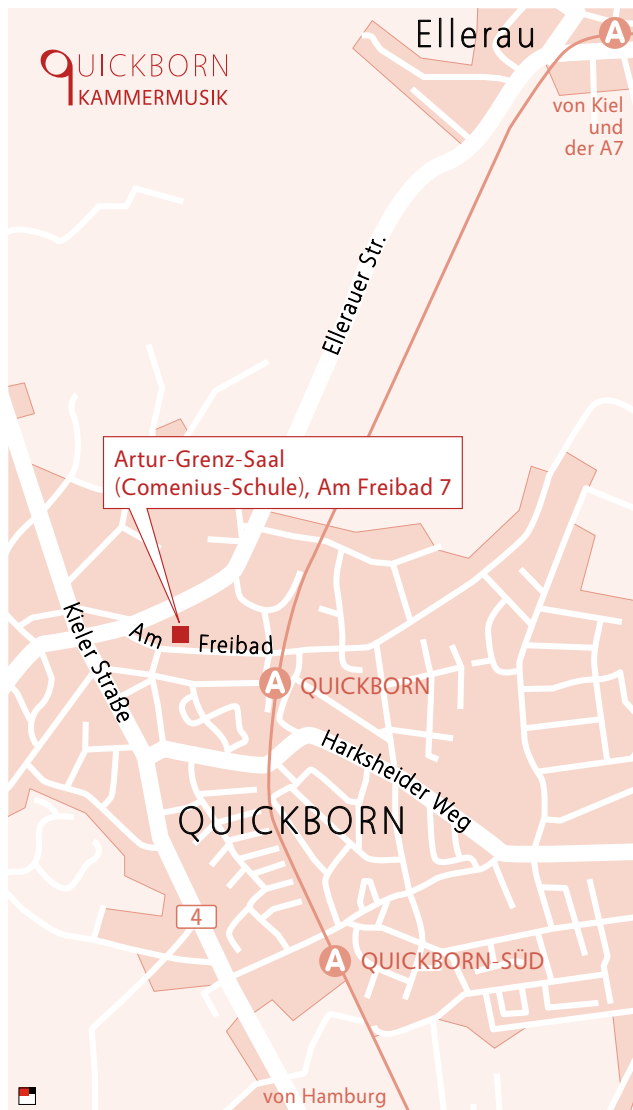 QUICKBORN
KAMMERMUSIK
Ellerau
A
von Kiel
und
der A7
Ellerauer Str.
Artur-Grenz-Saal
(Comenius-Schule), Am Freibad 7
Kieler Straße
Am Freibad
A QUICKBORN
Harksheider Weg
QUICKBORN
4
A QUICKBORN-SÜD
von Hamburg